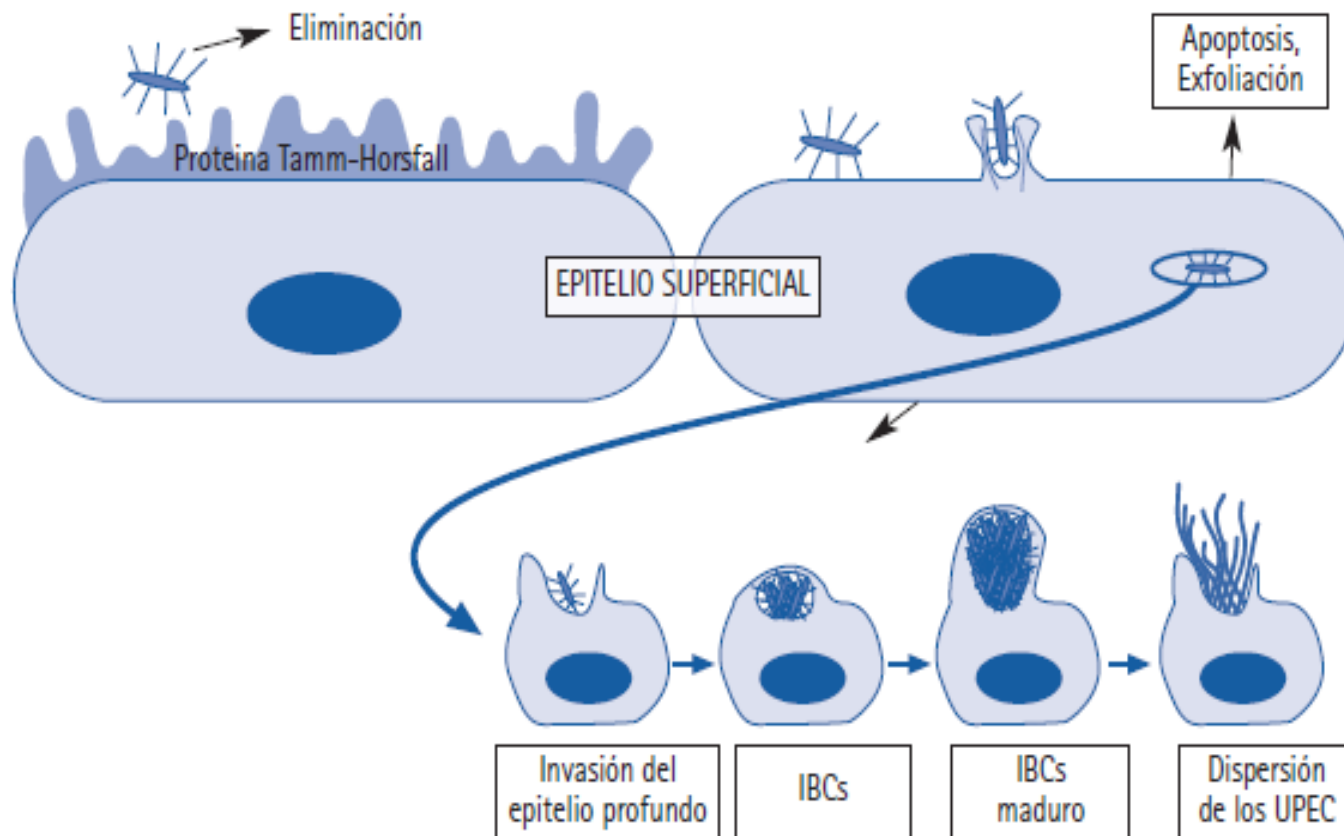 Eliminación
Apoptosis,
Exfoliación
Proteina Tamm-Horsfall
EPITELIO SUPERFICIAL
Invasión del
epitelio profundo
IBCs
IBCs
maduro
Dispersión
de los UPEC